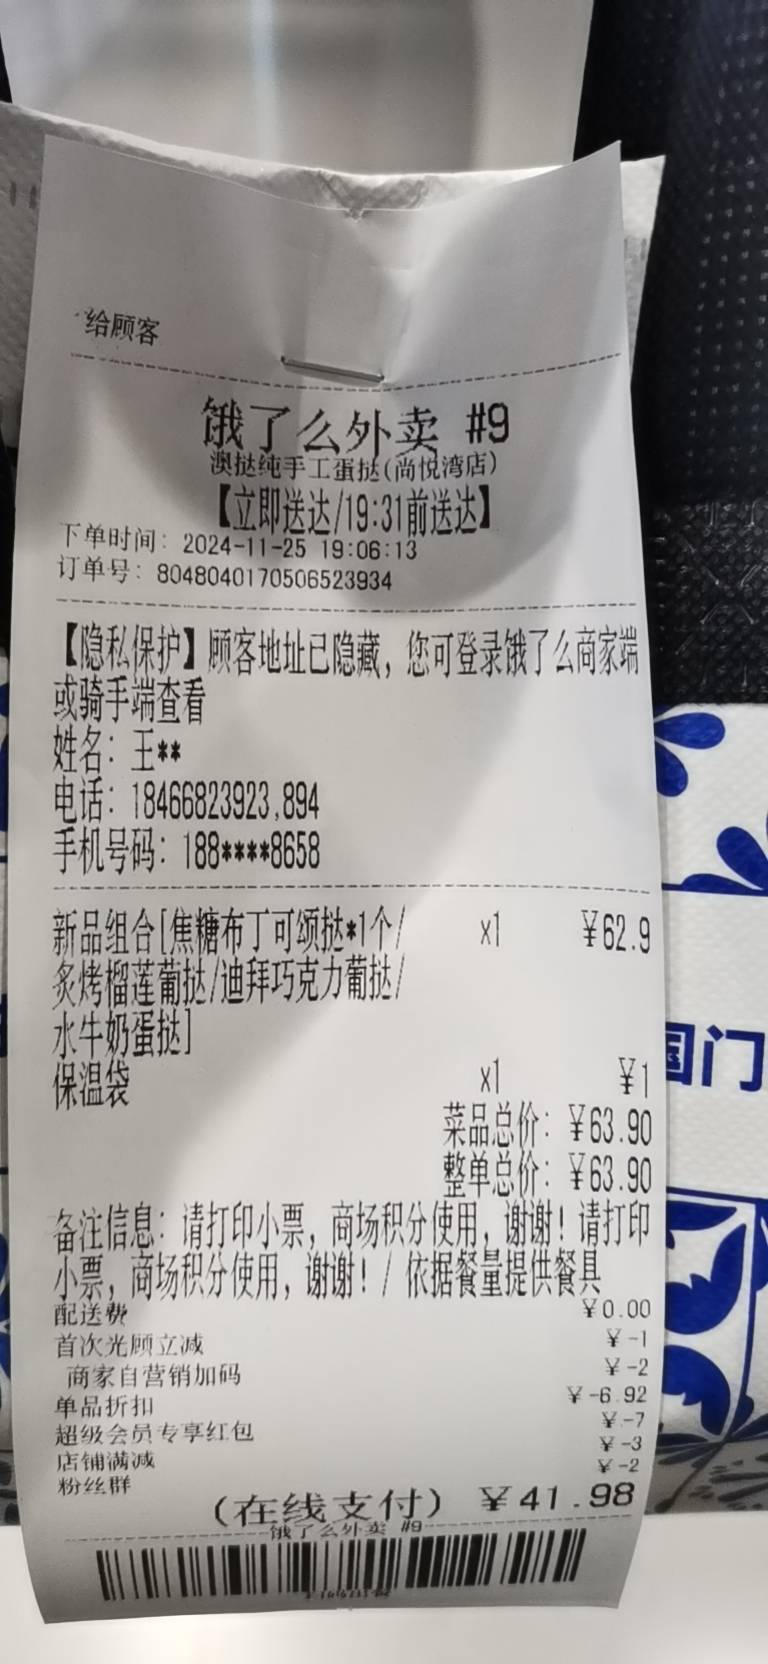 给顾客
饿了么外卖 #9
澳挞纯手工蛋挞(尚悦湾店)
【立即送达/19:31前送达】
下单时间: 2024-11-25 19:06:13
订单号: 8048040170506523934
【隐私保护】顾客地址已隐藏, 您可登录饿了么商家端
或骑手端查看
姓名: 王**
电话: 18466823923,894
手机号码: 188****8658
新品组合[焦糖布丁可颂挞*1个/ x1 ¥62.9
炙烤榴莲葡挞/迪拜巧克力葡挞/
水牛奶蛋挞]
保温袋 x1 ¥1
菜品总价: ¥63.90
整单总价: ¥63.90
备注信息: 请打印小票, 商场积分使用, 谢谢! 请打印
小票, 商场积分使用, 谢谢! / 依据餐量提供餐具
配送费 ¥0.00
首次光顾立减 ¥-1
商家自营销加码 ¥-2
单品折扣 ¥-6.92
超级会员专享红包 ¥-7
店铺满减 ¥-3
粉丝群 ¥-2
(在线支付) ¥41.98
饿了么外卖 #9
国门